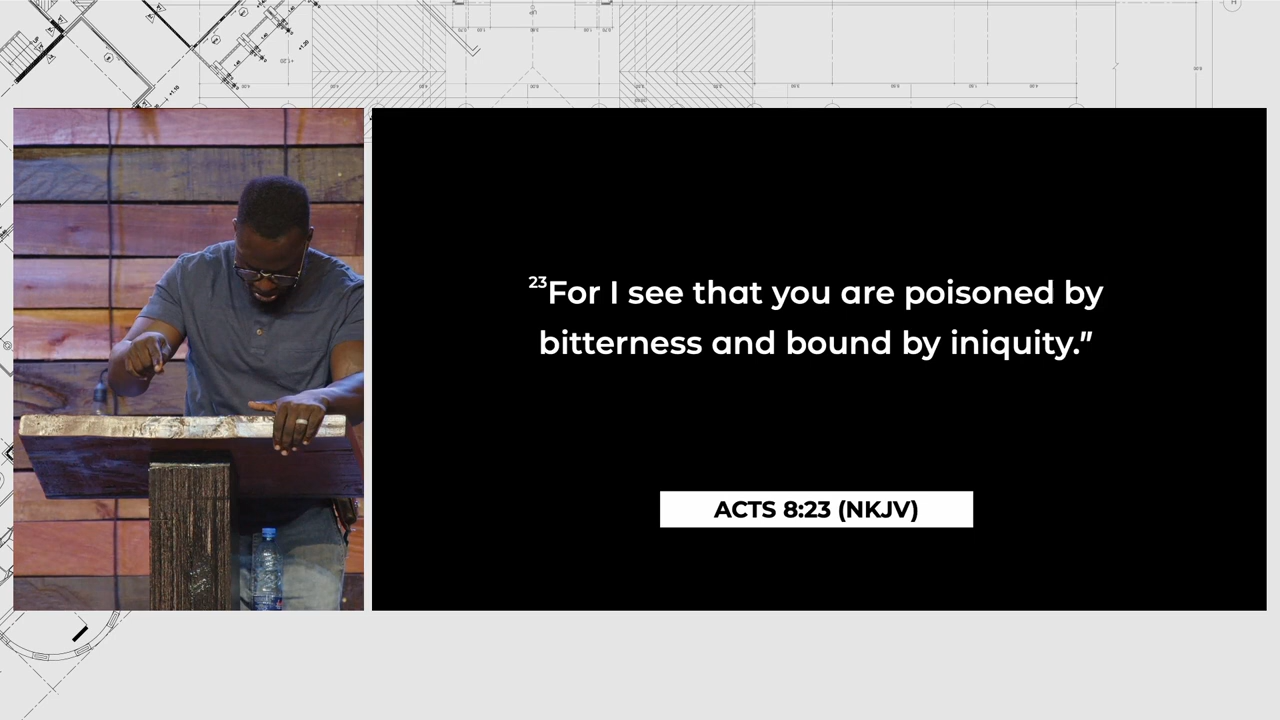 ²³For I see that you are poisoned by
bitterness and bound by iniquity.”
ACTS 8:23 (NKJV)